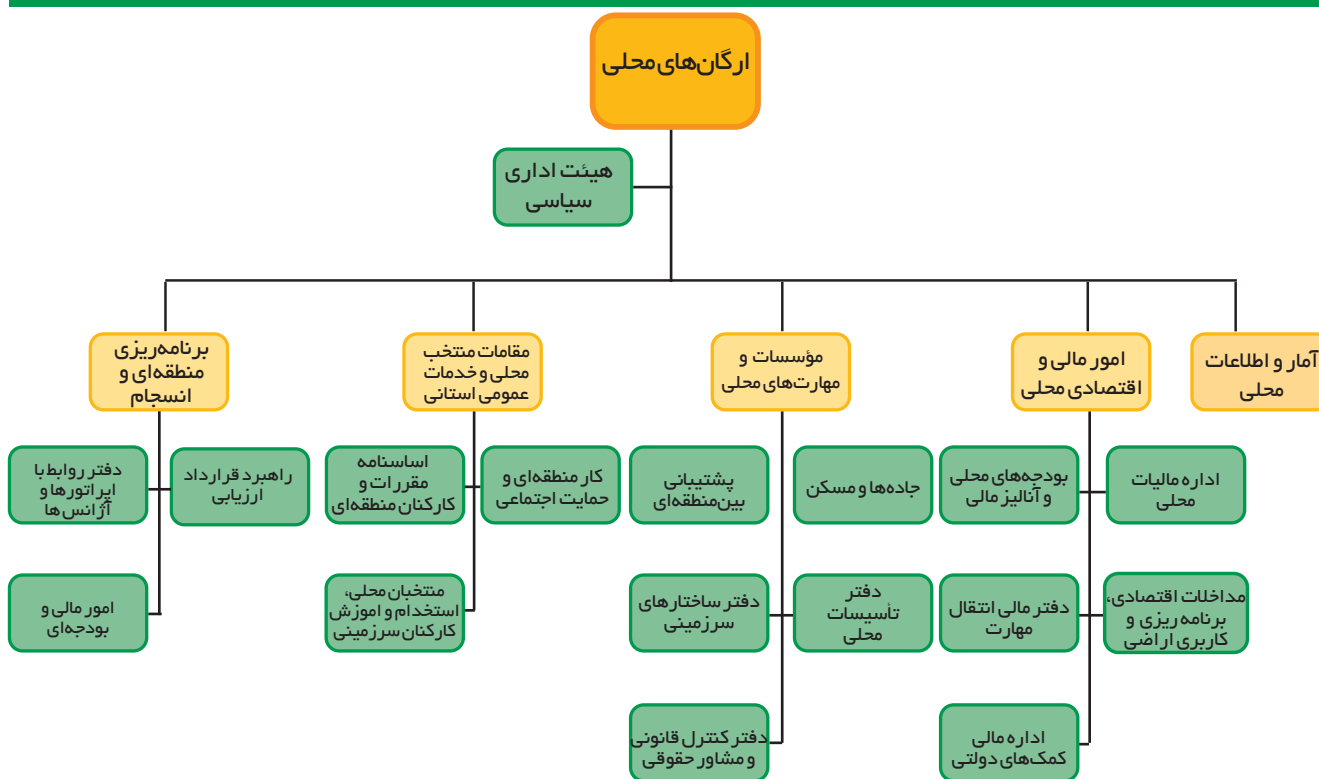 ارگان‌های محلی
هیئت اداری
سیاسی
آمار و اطلاعات
محلی
امور مالی و
اقتصادی محلی
مؤسسات و
مهارت‌های محلی
مقامات منتخب
محلی و خدمات
عمومی استانی
برنامه‌ریزی
منطقه‌ای و
انسجام
اداره مالیات
محلی
بودجه‌های محلی
و آنالیز مالی
جاده‌ها و مسکن
پشتیبانی
بین‌منطقه‌ای
کار منطقه‌ای و
حمایت اجتماعی
اساسنامه
مقررات و
کارکنان منطقه‌ای
راهبرد قرارداد
ارزیابی
دفتر روابط با
اپراتورها و
آژانس‌ها
مداخلات اقتصادی،
برنامه ریزی و
کاربری اراضی
دفتر مالی انتقال
مهارت
دفتر
تأسیسات
محلی
دفتر ساختارهای
سرزمینی
منتخبان محلی،
استخدام و اموزش
کارکنان سرزمینی
امور مالی و
بودجه‌ای
اداره مالی
کمک‌های دولتی
دفتر کنترل قانونی
و مشاور حقوقی